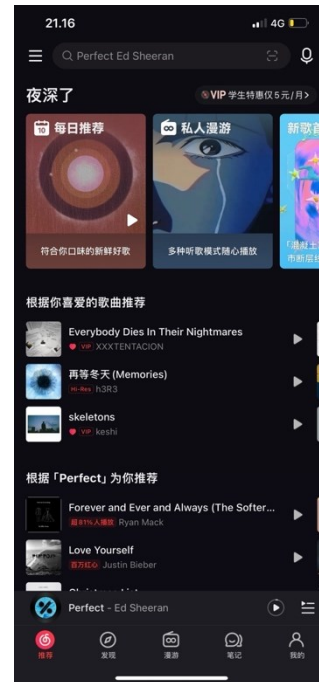 21.16
4G
Perfect Ed Sheeran
夜深了
VIP 学生特惠仅5元/月>
10 每日推荐
私人漫游
新歌首
符合你口味的新鲜好歌
多种听歌模式随心播放
市断层
根据你喜爱的歌曲推荐
Everybody Dies In Their Nightmares
VIP XXXTENTACION
再等冬天 (Memories)
Hi-Res h3R3
skeletons
VIP keshi
根据「Perfect」为你推荐
Forever and Ever and Always (The Softer...
超81%人播放 Ryan Mack
Love Yourself
百万红心 Justin Bieber
Perfect - Ed Sheeran
推荐
发现
漫游
笔记
我的